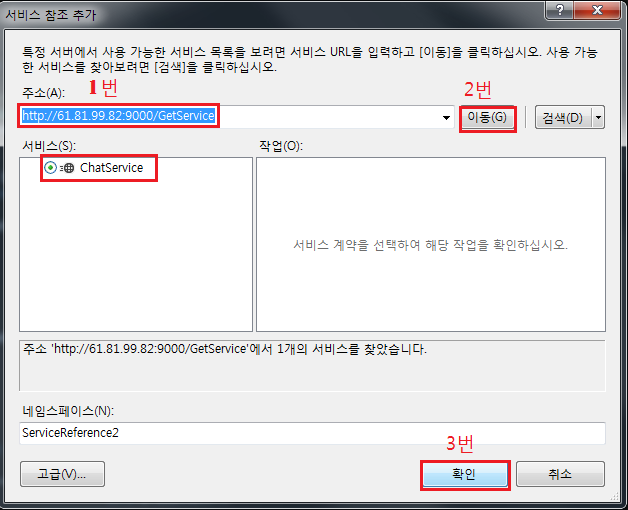 서비스 참조 추가
특정 서버에서 사용 가능한 서비스 목록을 보려면 서비스 URL을 입력하고 [이동]을 클릭하십시오. 사용 가능
한 서비스를 찾아보려면 [검색]을 클릭하십시오.
주소(A):
1번
2번
http://61.81.99.82:9000/GetService
이동(G)
검색(D)
서비스(S):
작업(O):
ChatService
서비스 계약을 선택하여 해당 작업을 확인하십시오.
주소 'http://61.81.99.82:9000/GetService'에서 1개의 서비스를 찾았습니다.
네임스페이스(N):
ServiceReference2
3번
고급(V)...
확인
취소